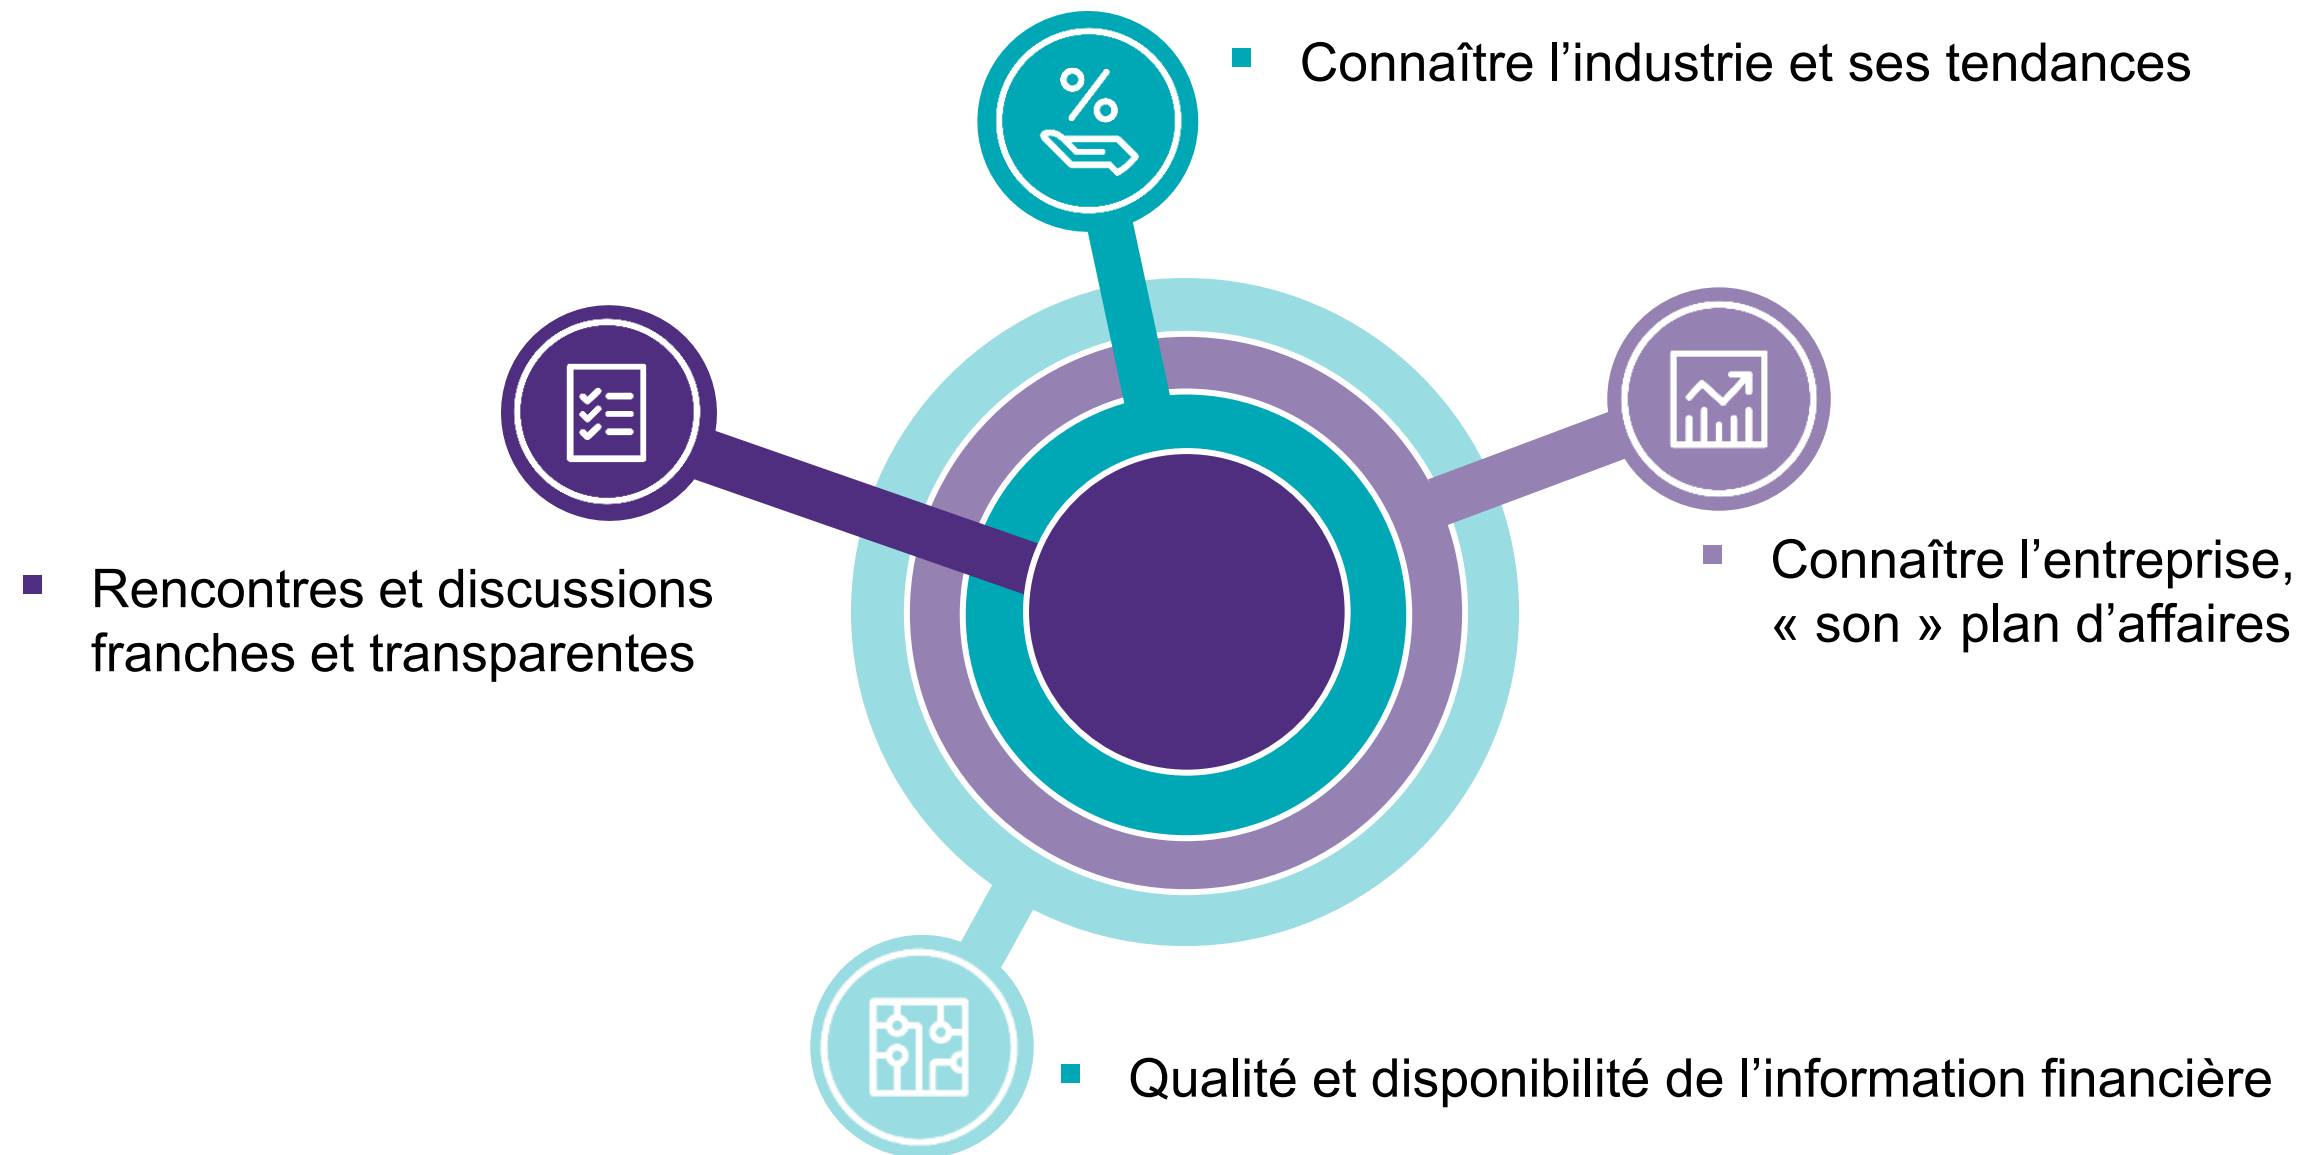 Connaître l’industrie et ses tendances
Rencontres et discussions
franches et transparentes
Connaître l’entreprise,
« son » plan d’affaires
Qualité et disponibilité de l’information financière